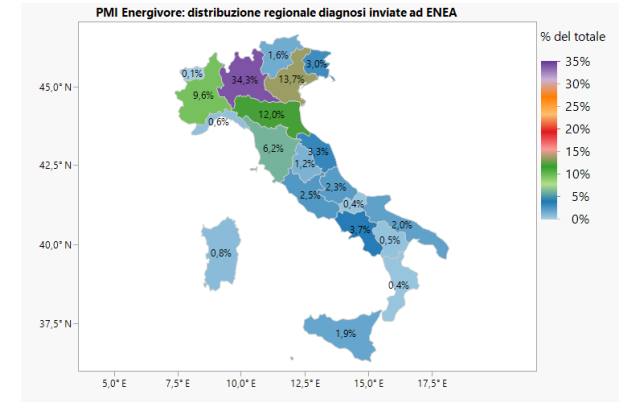 PMI Energivore: distribuzione regionale diagnosi inviate ad ENEA
% del totale
35%
30%
25%
20%
15%
10%
5%
0%
45,0° N
42,5° N
40,0° N
37,5° N
1,6%
3,0%
0,1%
34,3%
13,7%
9,6%
12,0%
0,6%
6,2%
3,3%
1,2%
2,3%
2,5%
0,4%
2,0%
3,7%
0,5%
0,8%
0,4%
1,9%
5,0° E
7,5° E
10,0° E
12,5° E
15,0° E
17,5° E